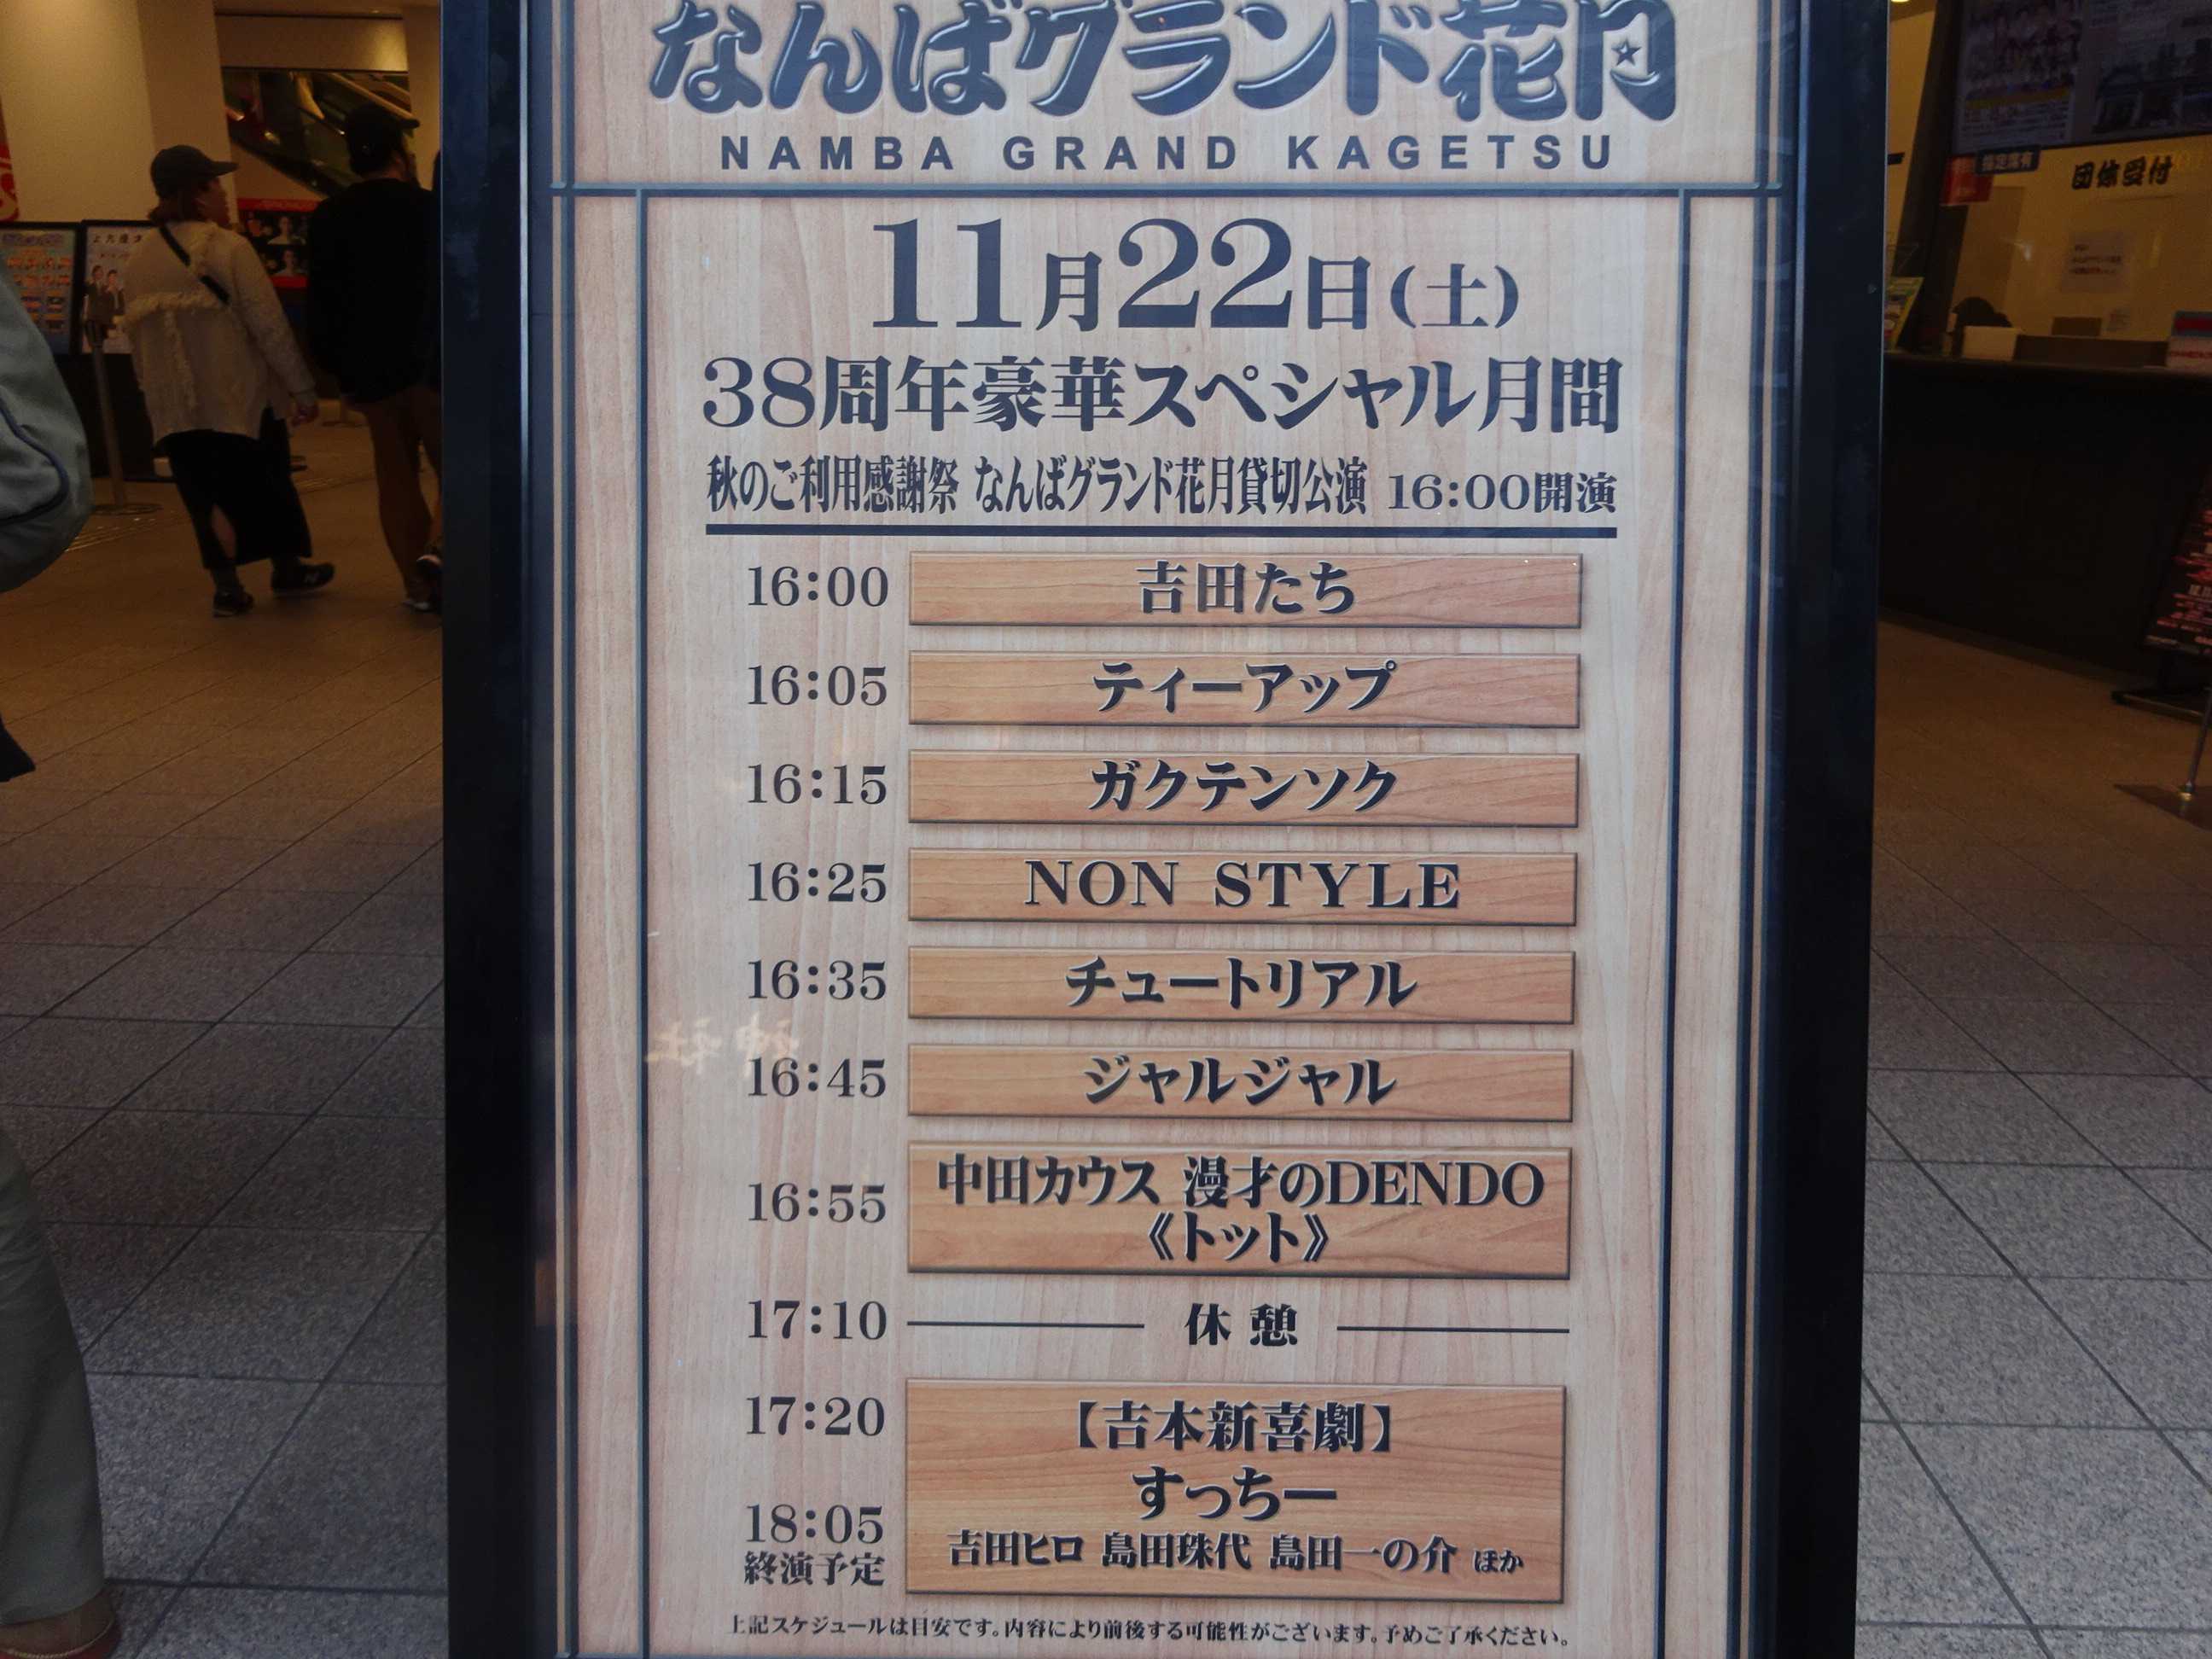 なんばグランド花月
NAMBA GRAND KAGETSU
11月22日(土)
38周年豪華スペシャル月間
秋のご利用感謝祭 なんばグランド花月貸切公演 16:00開演
16:00 吉田たち
16:05 ティーアップ
16:15 ガクテンソク
16:25 NON STYLE
16:35 チュートリアル
16:45 ジャルジャル
16:55 中田カウス 漫才のDENDO
《トット》
17:10 休憩
17:20 【吉本新喜劇】
すっちー
18:05
終演予定
吉田ヒロ 島田珠代 島田一の介 ほか
上記スケジュールは目安です。内容により前後する可能性がございます。予めご了承ください。
団体受付